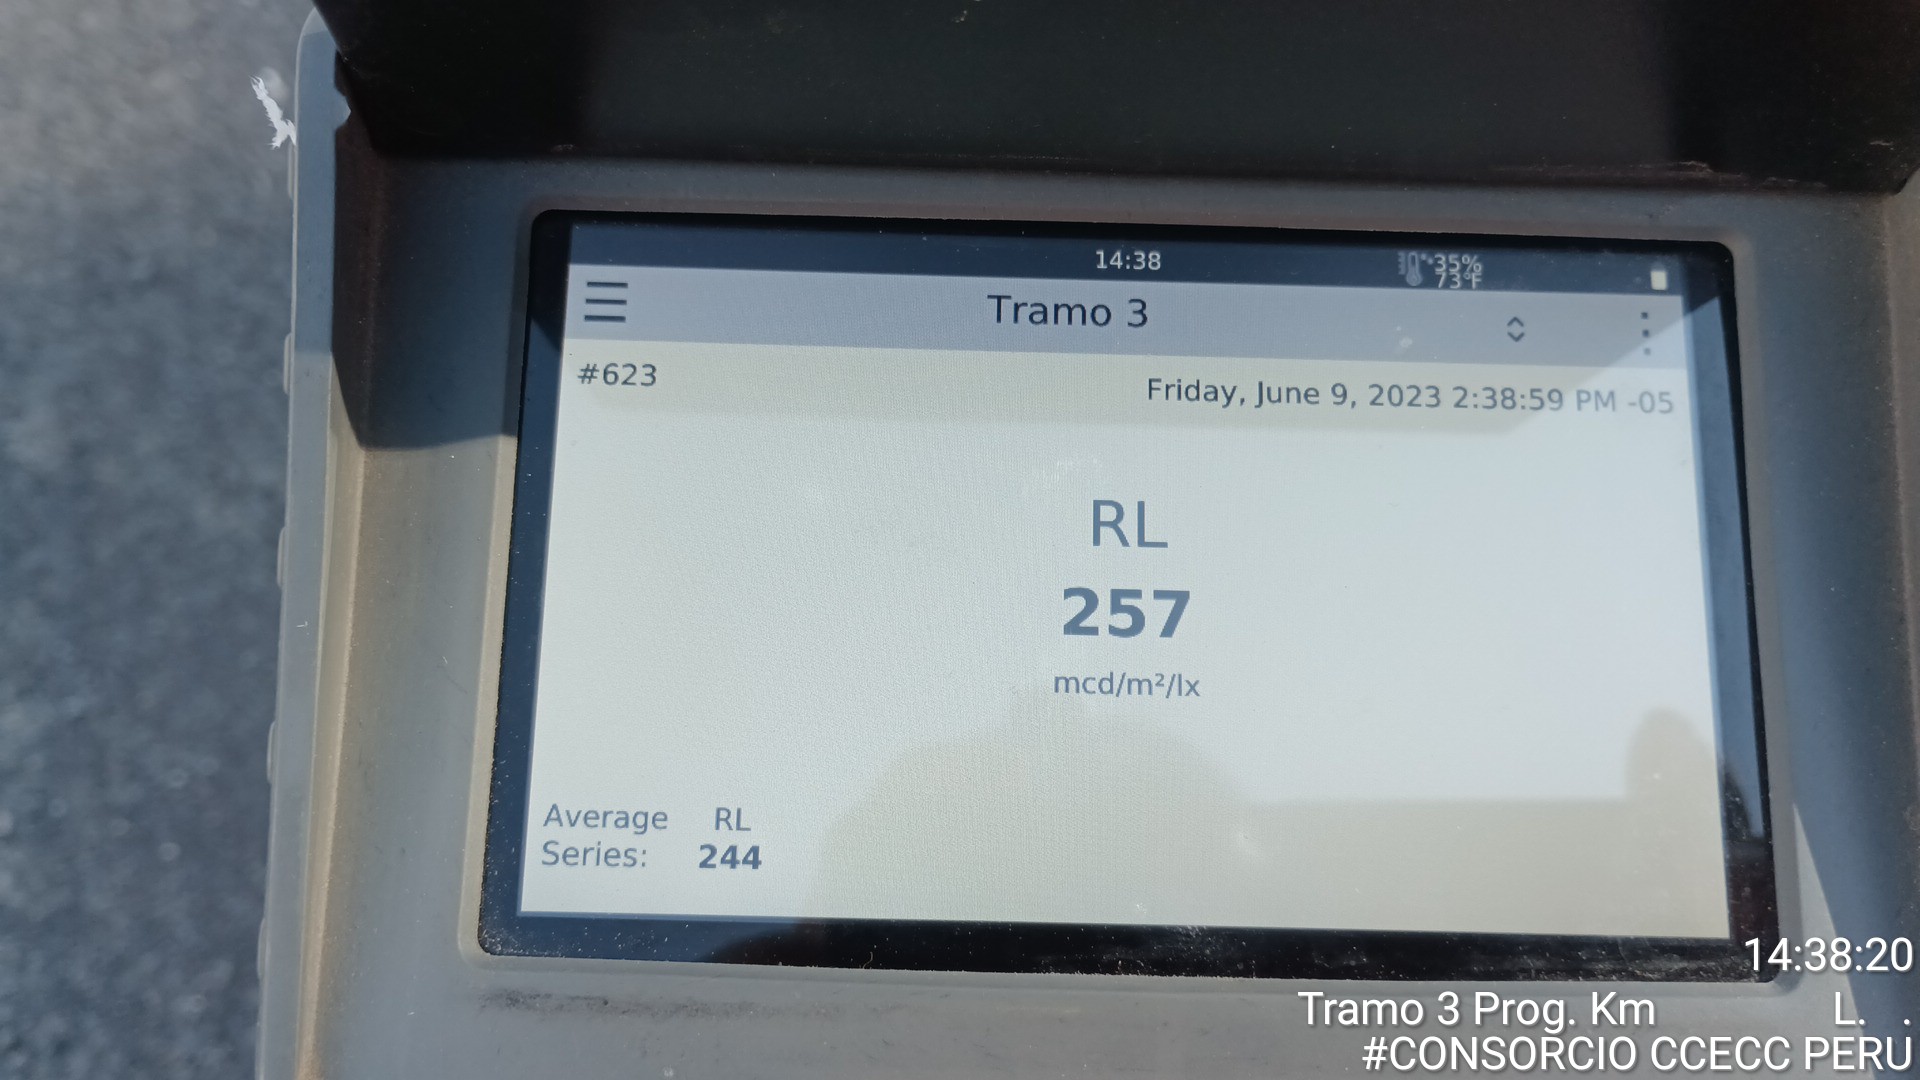 14:38
35%
73°F
Tramo 3
#623
Friday, June 9, 2023 2:38:59 PM -05
RL
257
mcd/m²/lx
Average RL
Series: 244
14:38:20
Tramo 3 Prog. Km L. .
#CONSORCIO CCECC PERU